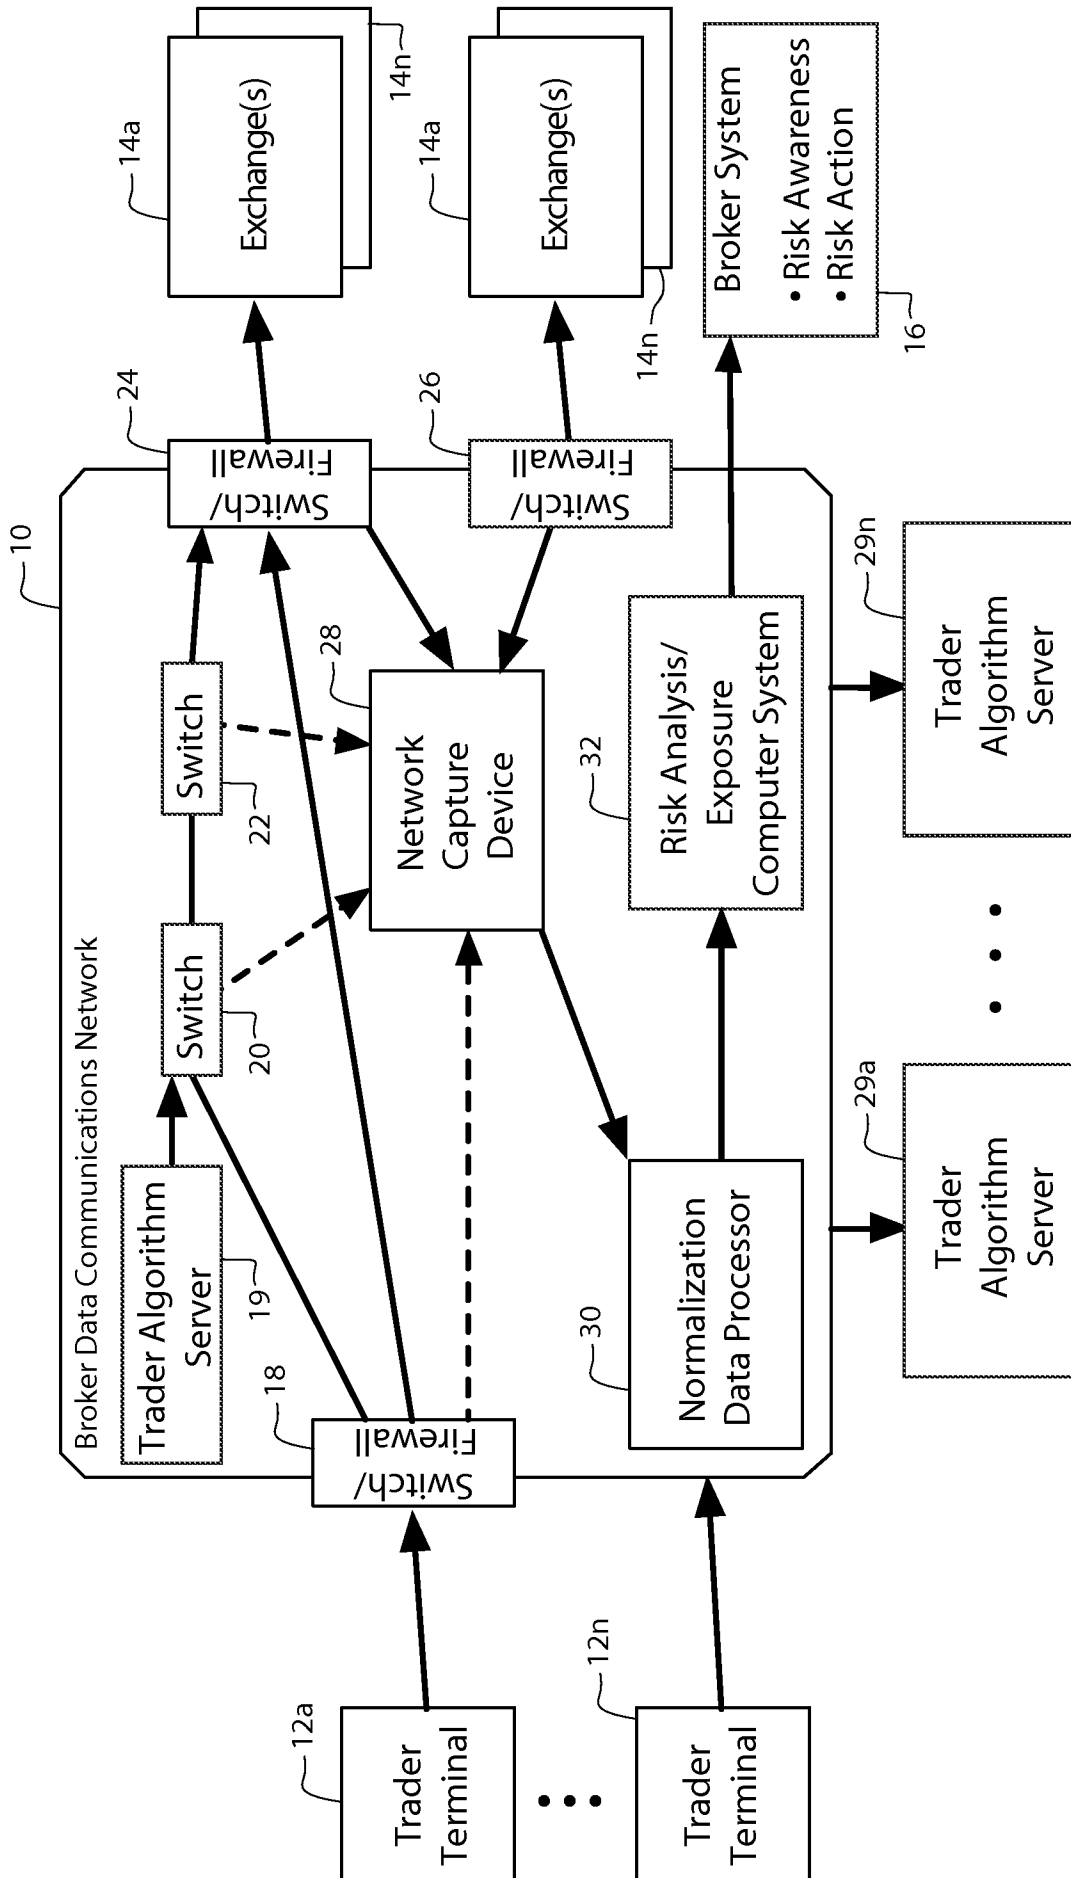 Broker Data Communications Network
10
Trader
Terminal
12a
Trader
Terminal
12n
Switch/
Firewall
18
Trader Algorithm
Server
19
Switch
20
Switch
22
Switch/
Firewall
24
Exchange(s)
14a
14n
Switch/
Firewall
26
Exchange(s)
14a
14n
Network
Capture
Device
28
Normalization
Data Processor
30
Risk Analysis/
Exposure
Computer System
32
Broker System
• Risk Awareness
• Risk Action
16
Trader
Algorithm
Server
29a
Trader
Algorithm
Server
29n